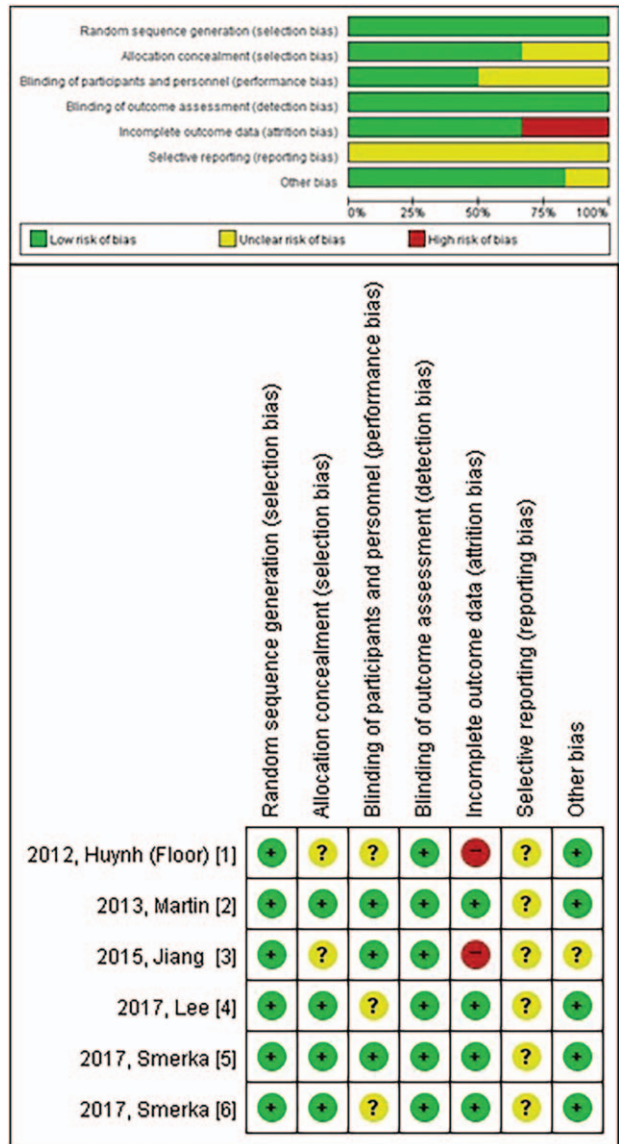 Random sequence generation (selection bias)
Allocation concealment (selection bias)
Blinding of participants and personnel (performance bias)
Blinding of outcome assessment (detection bias)
Incomplete outcome data (attrition bias)
Selective reporting (reporting bias)
Other bias
0% 25% 50% 75% 100%
Low risk of bias Unclear risk of bias High risk of bias
Random sequence generation (selection bias)
Allocation concealment (selection bias)
Blinding of participants and personnel (performance bias)
Blinding of outcome assessment (detection bias)
Incomplete outcome data (attrition bias)
Selective reporting (reporting bias)
Other bias
2012, Huynh (Floor) [1] + ? ? + − ? +
2013, Martin [2] + + + + + ? +
2015, Jiang [3] + ? + + − ? ?
2017, Lee [4] + + ? + + ? +
2017, Smerka [5] + + + + + ? +
2017, Smerka [6] + + ? + + ? +